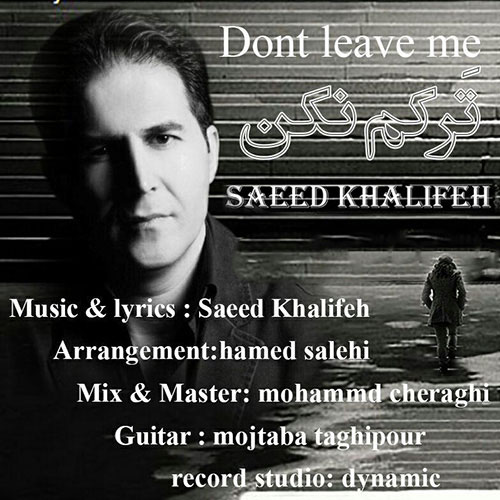 Dont leave me
تَرکم نکن
SAEED KHALIFEH
Music & lyrics : Saeed Khalifeh
Arrangement:hamed salehi
Mix & Master: mohammd cheraghi
Guitar : mojtaba taghipour
record studio: dynamic